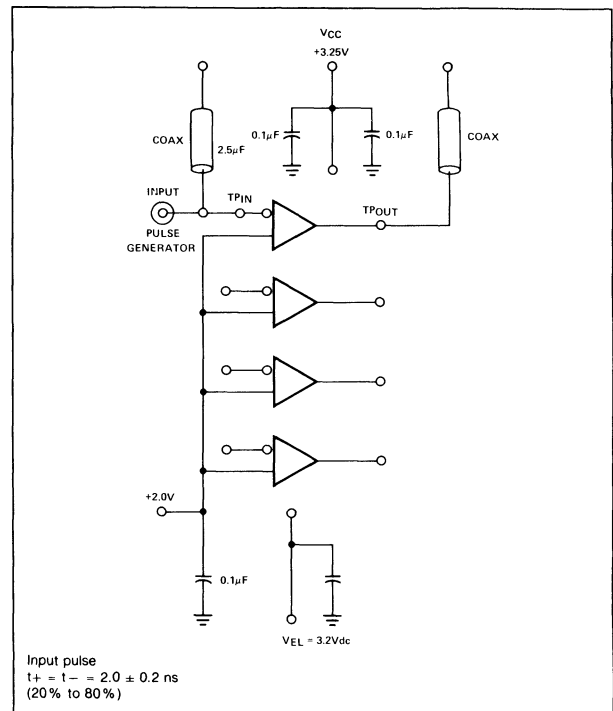 VCC
+3.25V
0.1µF
0.1µF
COAX
2.5µF
COAX
INPUT
TPIN
TPOUT
PULSE
GENERATOR
+2.0V
0.1µF
VEL = 3.2Vdc
Input pulse
t+ = t− = 2.0 ± 0.2 ns
(20% to 80%)